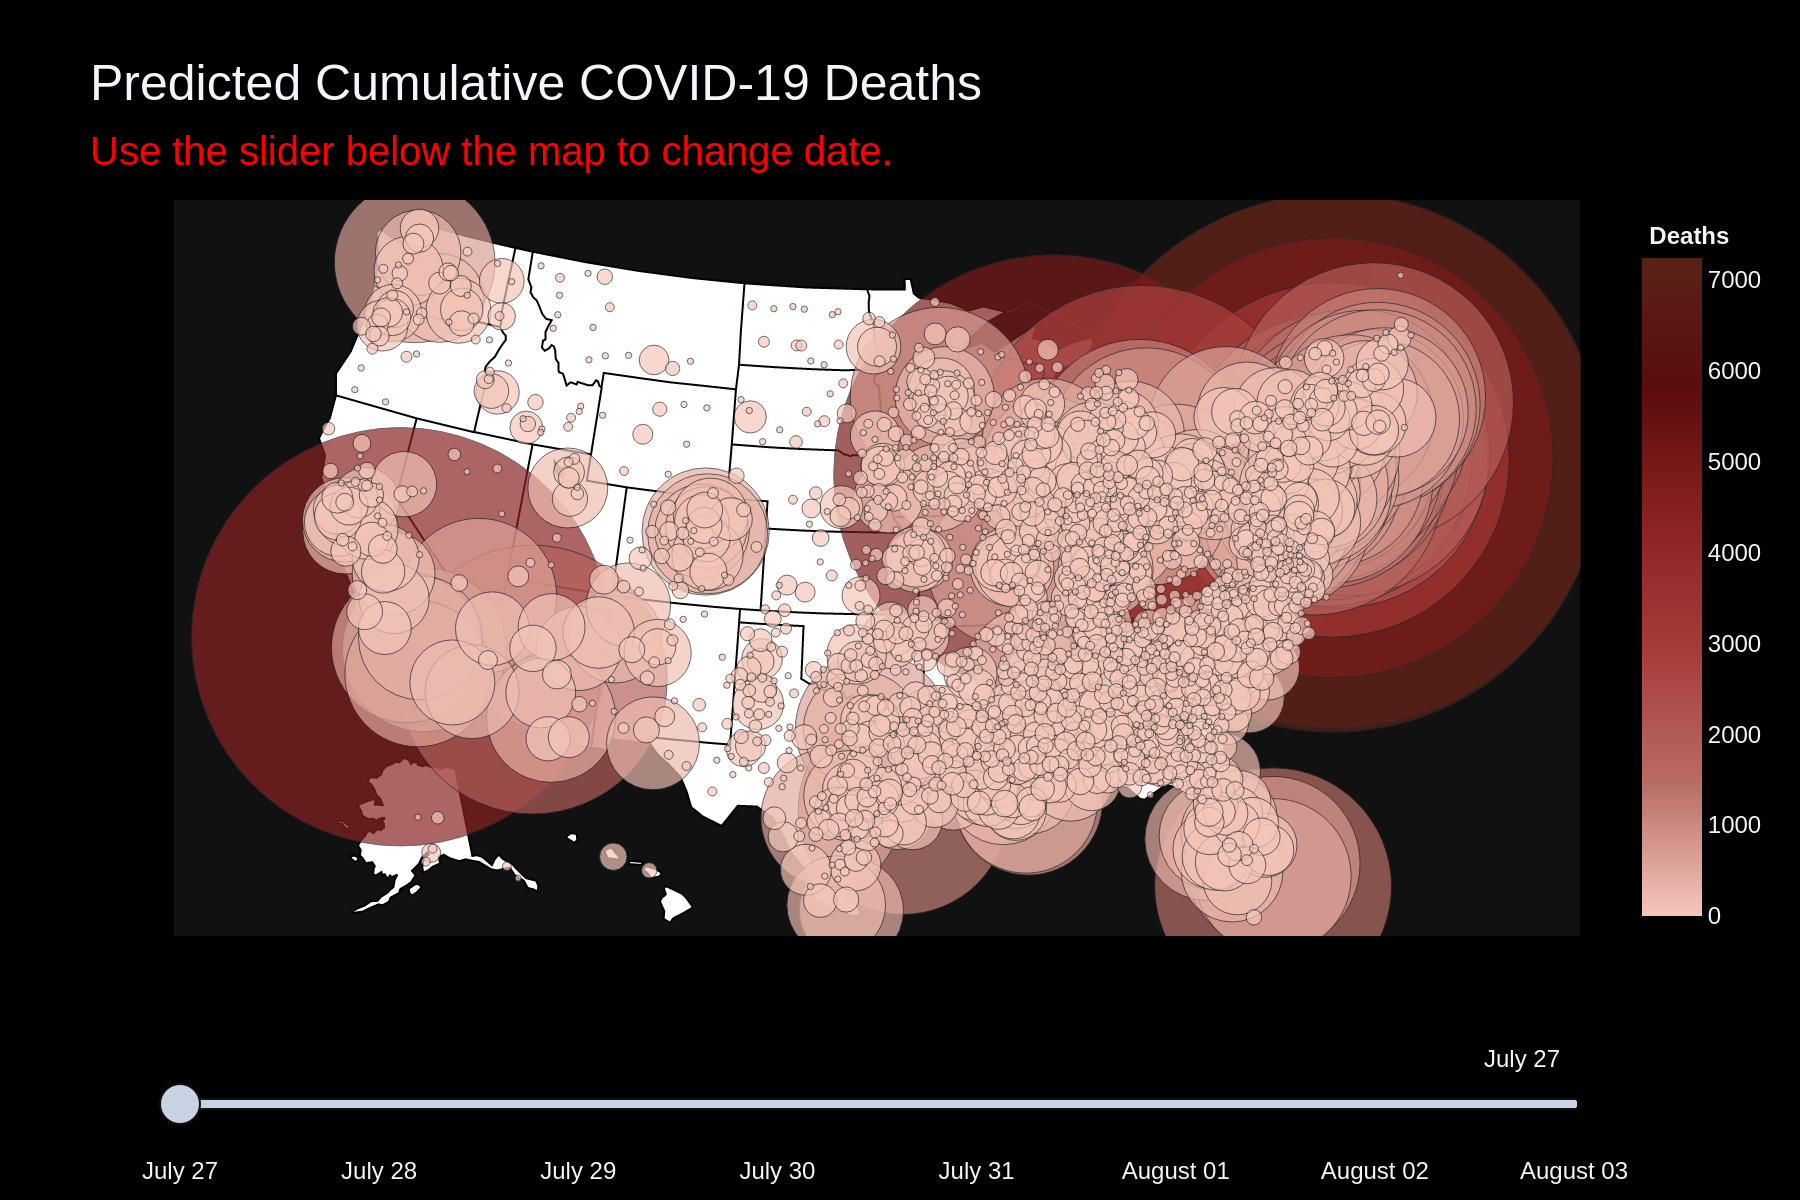 Predicted Cumulative COVID-19 Deaths
Use the slider below the map to change date.
Deaths
7000
6000
5000
4000
3000
2000
1000
0
July 27
July 27
July 28
July 29
July 30
July 31
August 01
August 02
August 03